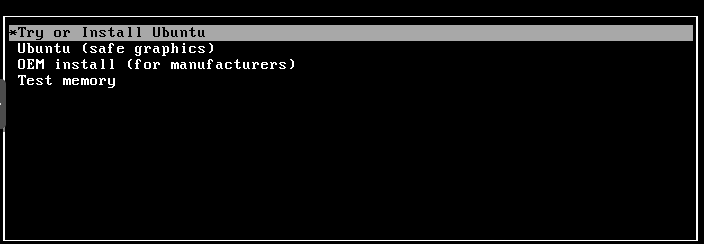 *Try or Install Ubuntu
Ubuntu (safe graphics)
OEM install (for manufacturers)
Test memory